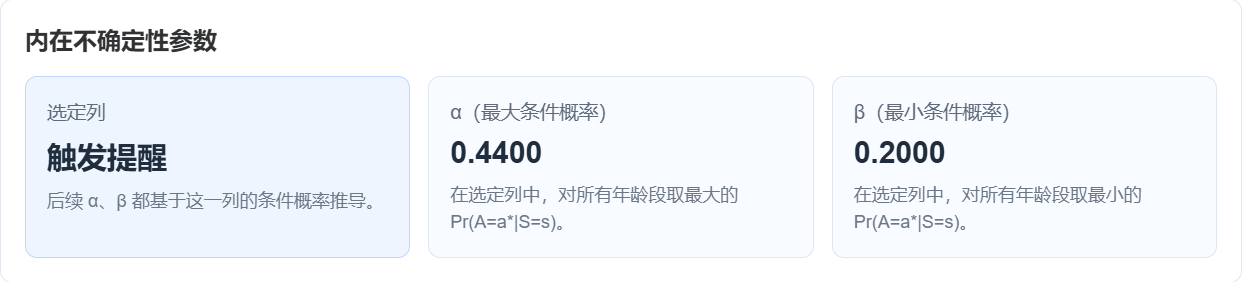 内在不确定性参数
选定列
触发提醒
后续 α、β 都基于这一列的条件概率推导。
α（最大条件概率）
0.4400
在选定列中，对所有年龄段取最大的
Pr(A=a*|S=s)。
β（最小条件概率）
0.2000
在选定列中，对所有年龄段取最小的
Pr(A=a*|S=s)。